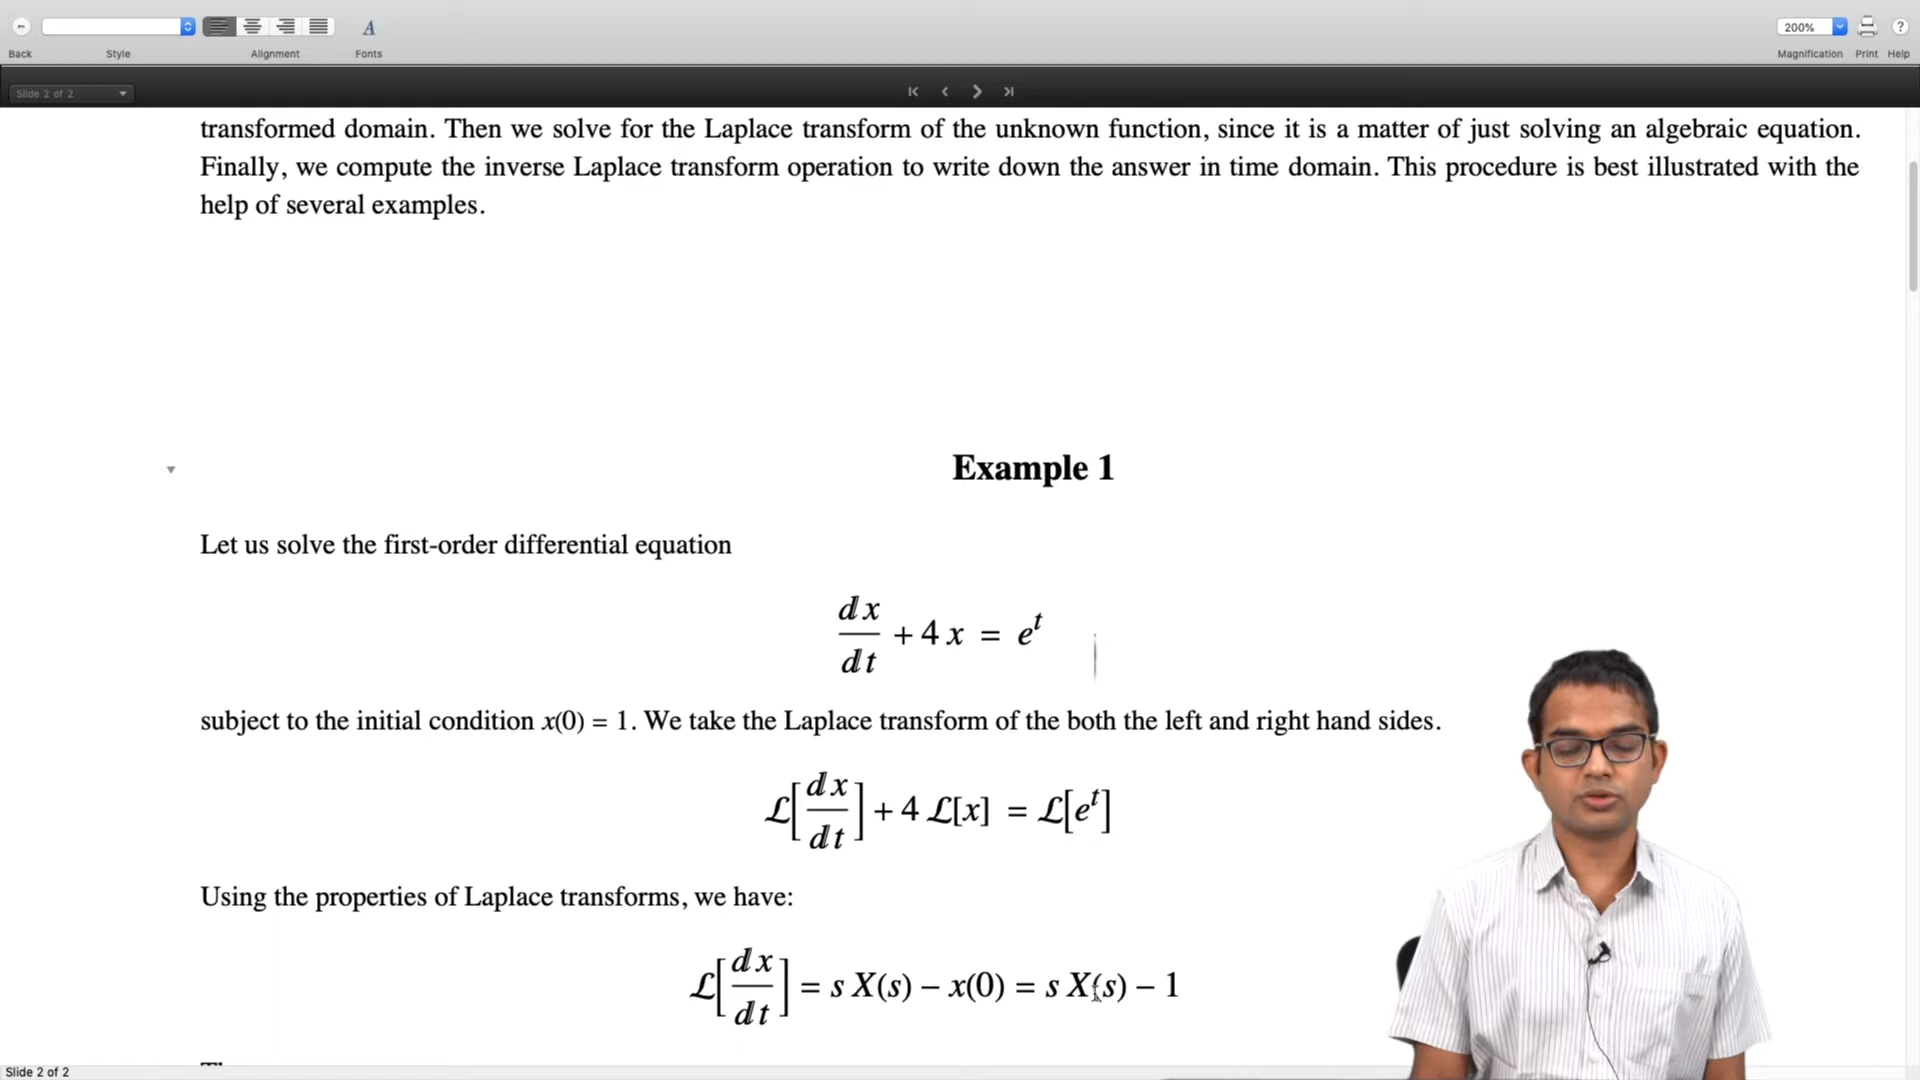 200%
Back Style Alignment Fonts Magnification Print Help
Slide 2 of 2
transformed domain. Then we solve for the Laplace transform of the unknown function, since it is a matter of just solving an algebraic equation.
Finally, we compute the inverse Laplace transform operation to write down the answer in time domain. This procedure is best illustrated with the
help of several examples.
Example 1
Let us solve the first-order differential equation
dx/dt + 4 x = e^t
subject to the initial condition x(0) = 1. We take the Laplace transform of the both the left and right hand sides.
ℒ[dx/dt] + 4 ℒ[x] = ℒ[e^t]
Using the properties of Laplace transforms, we have:
ℒ[dx/dt] = s X(s) − x(0) = s X(s) − 1
Slide 2 of 2